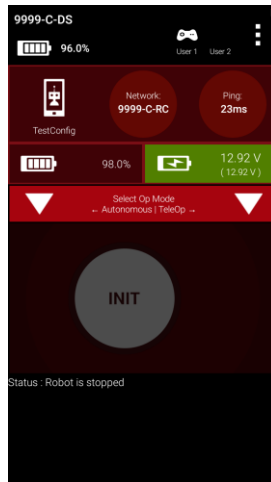 9999-C-DS
96.0%
User 1 User 2
TestConfig
Network:
9999-C-RC
Ping:
23ms
98.0%
12.92 V
( 12.92 V )
Select Op Mode
← Autonomous | TeleOp →
INIT
Status : Robot is stopped